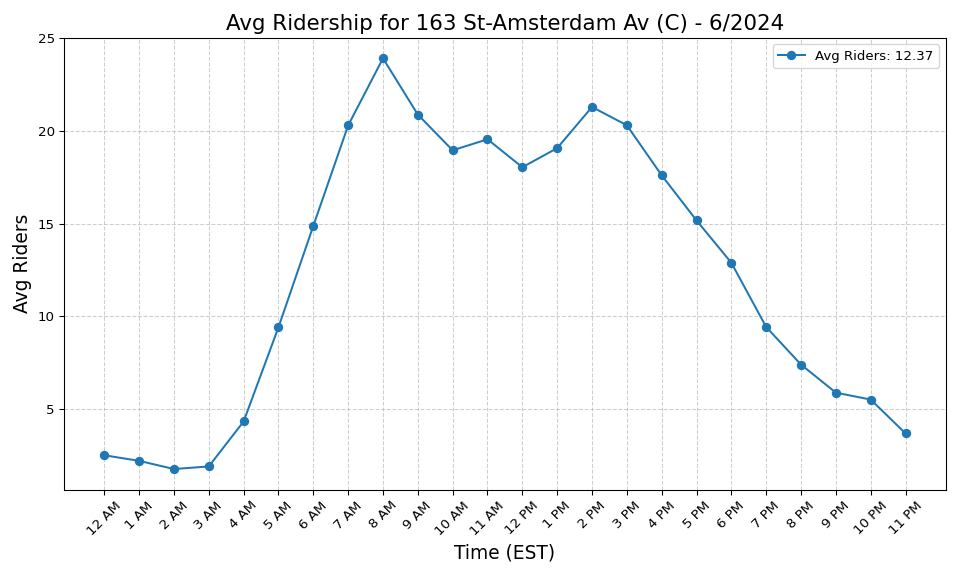 Avg Ridership for 163 St-Amsterdam Av (C) - 6/2024
Avg Riders: 12.37
Avg Riders
25
20
15
10
5
12 AM
1 AM
2 AM
3 AM
4 AM
5 AM
6 AM
7 AM
8 AM
9 AM
10 AM
11 AM
12 PM
1 PM
2 PM
3 PM
4 PM
5 PM
6 PM
7 PM
8 PM
9 PM
10 PM
11 PM
Time (EST)